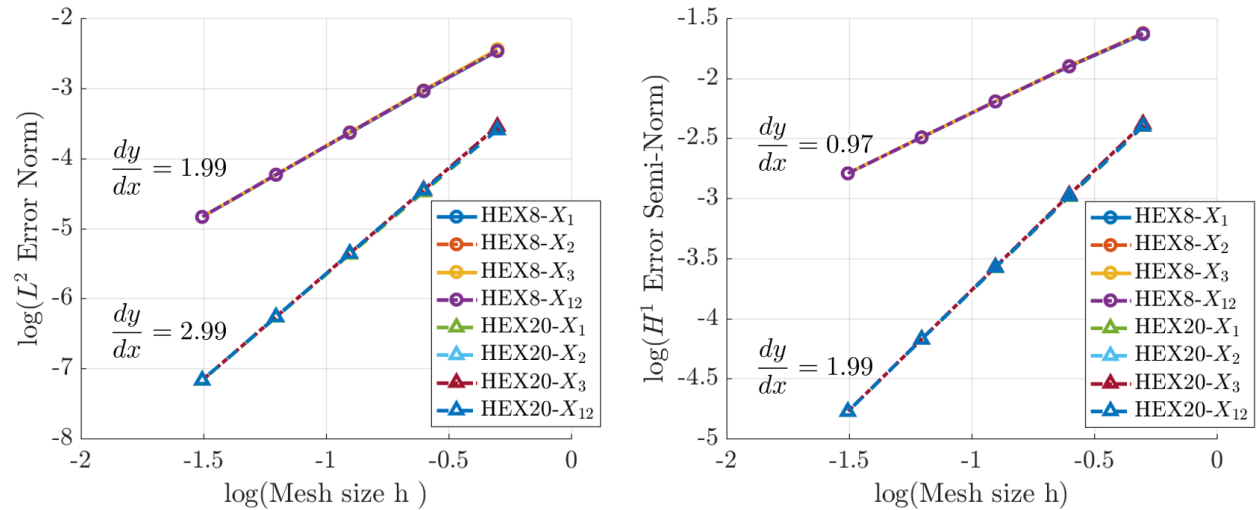 -2
-3
-4
-5
-6
-7
-8
-2
-1.5
-1
-0.5
0
log(L² Error Norm)
log(Mesh size h )
dy/dx = 1.99
dy/dx = 2.99
HEX8-X₁
HEX8-X₂
HEX8-X₃
HEX8-X₁₂
HEX20-X₁
HEX20-X₂
HEX20-X₃
HEX20-X₁₂
-1.5
-2
-2.5
-3
-3.5
-4
-4.5
-5
-2
-1.5
-1
-0.5
0
log(H¹ Error Semi-Norm)
log(Mesh size h)
dy/dx = 0.97
dy/dx = 1.99
HEX8-X₁
HEX8-X₂
HEX8-X₃
HEX8-X₁₂
HEX20-X₁
HEX20-X₂
HEX20-X₃
HEX20-X₁₂